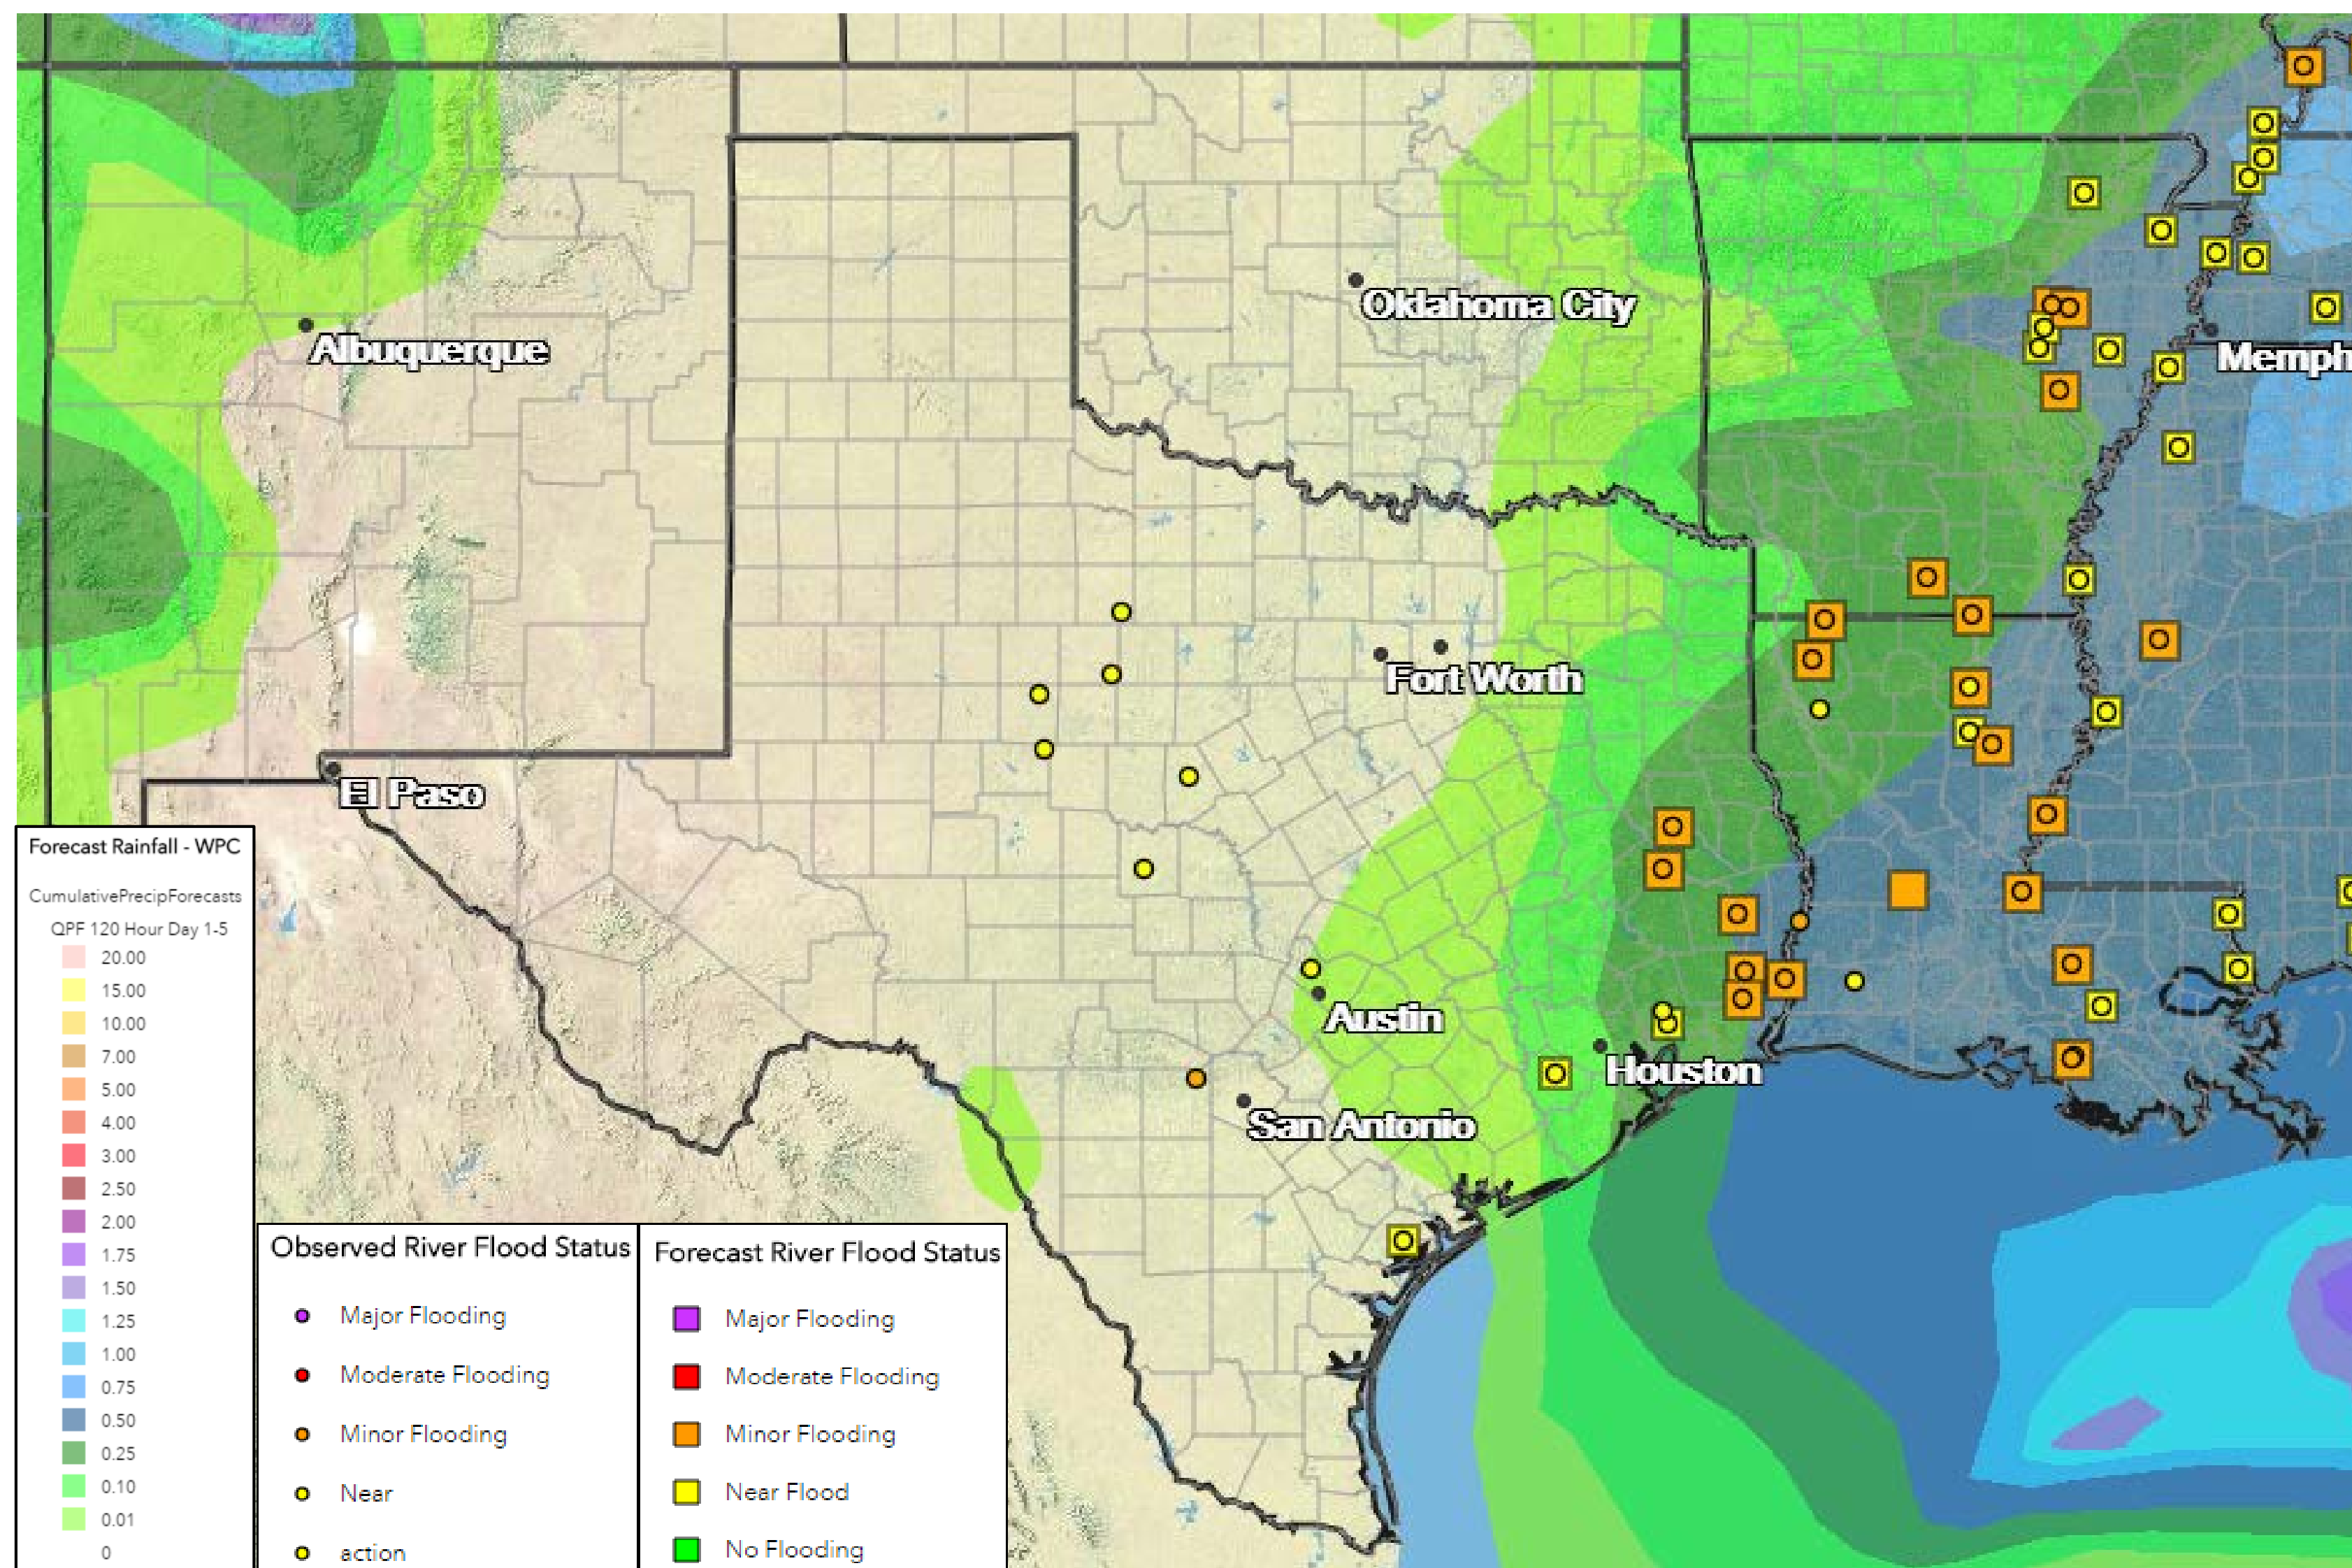 Oklahoma City
Albuquerque
Memph
Fort Worth
El Paso
Austin
Houston
San Antonio
Forecast Rainfall - WPC
CumulativePrecipForecasts
QPF 120 Hour Day 1-5
20.00
15.00
10.00
7.00
5.00
4.00
3.00
2.50
2.00
1.75
1.50
1.25
1.00
0.75
0.50
0.25
0.10
0.01
0
Observed River Flood Status
Major Flooding
Moderate Flooding
Minor Flooding
Near
action
Forecast River Flood Status
Major Flooding
Moderate Flooding
Minor Flooding
Near Flood
No Flooding